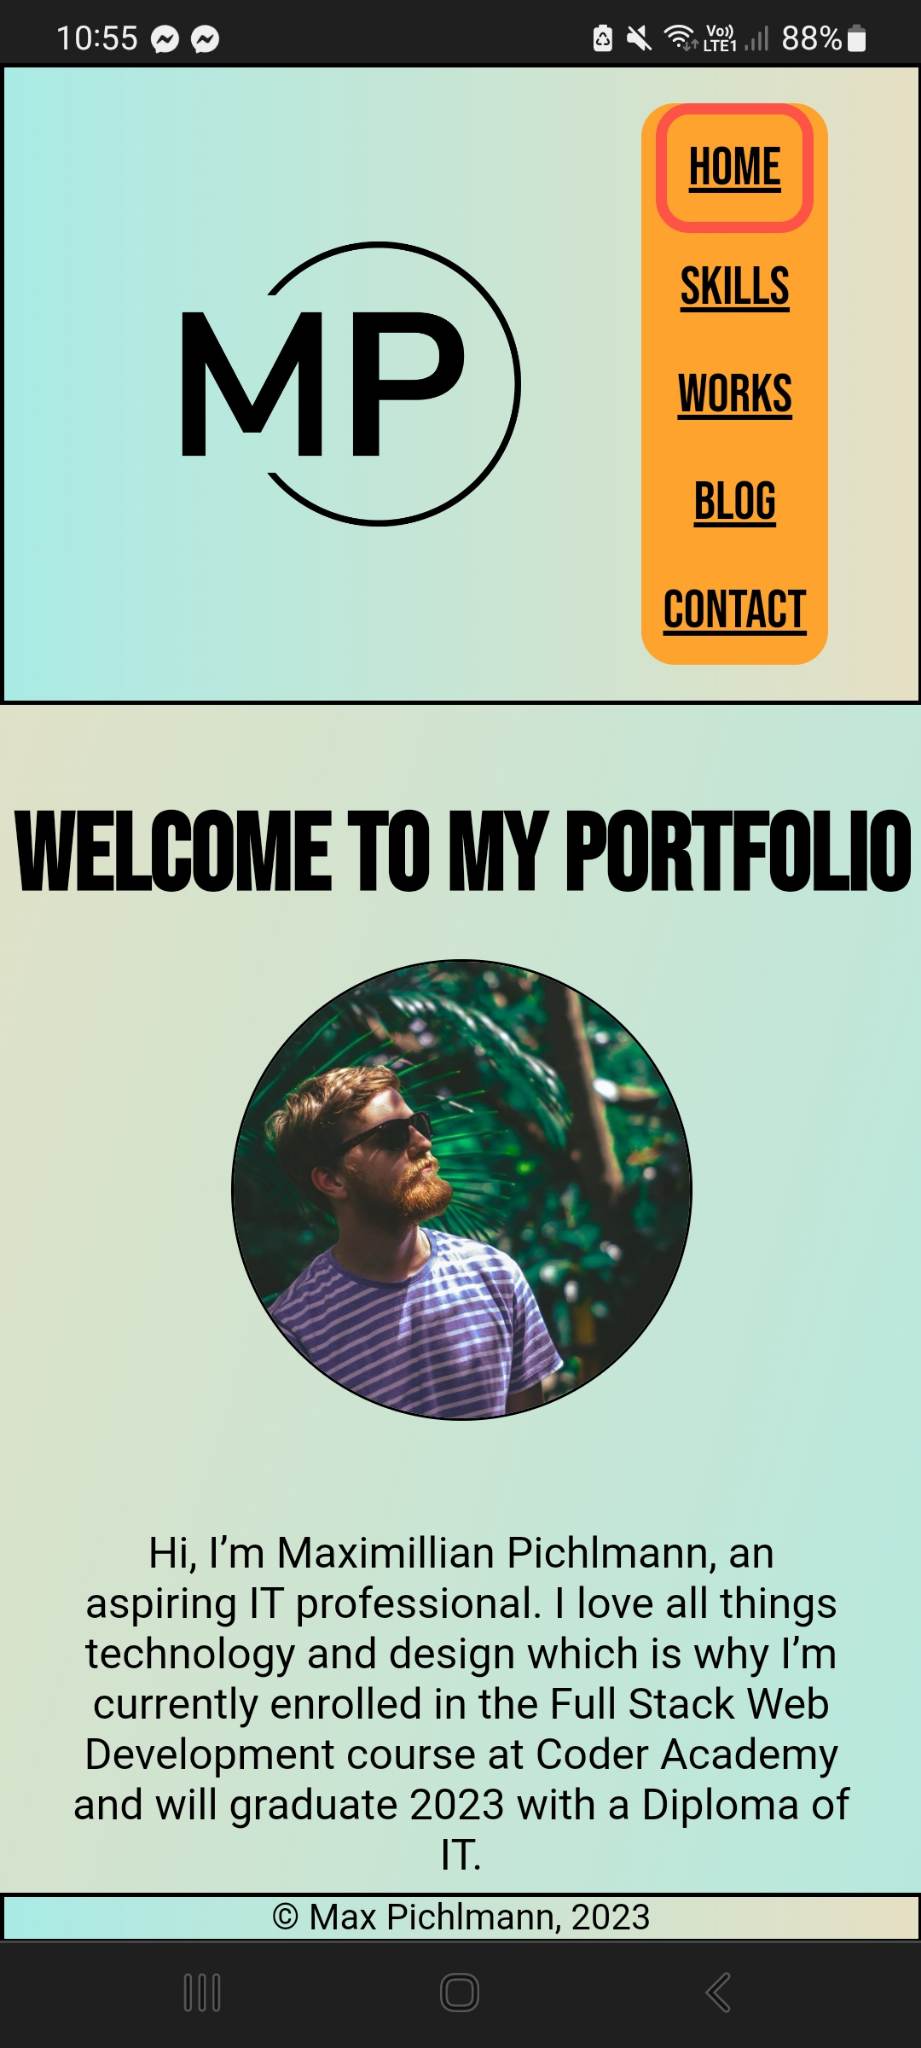 10:55
Vo))
LTE1
88%
HOME
SKILLS
WORKS
BLOG
CONTACT
MP
WELCOME TO MY PORTFOLIO
Hi, I’m Maximillian Pichlmann, an
aspiring IT professional. I love all things
technology and design which is why I’m
currently enrolled in the Full Stack Web
Development course at Coder Academy
and will graduate 2023 with a Diploma of
IT.
© Max Pichlmann, 2023